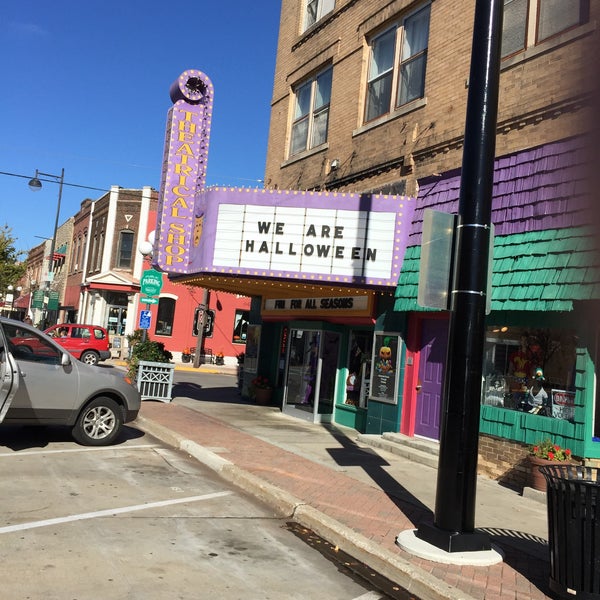 THEATRICAL SHOP
WE ARE
HALLOWEEN
FUN FOR ALL SEASONS
PARKING